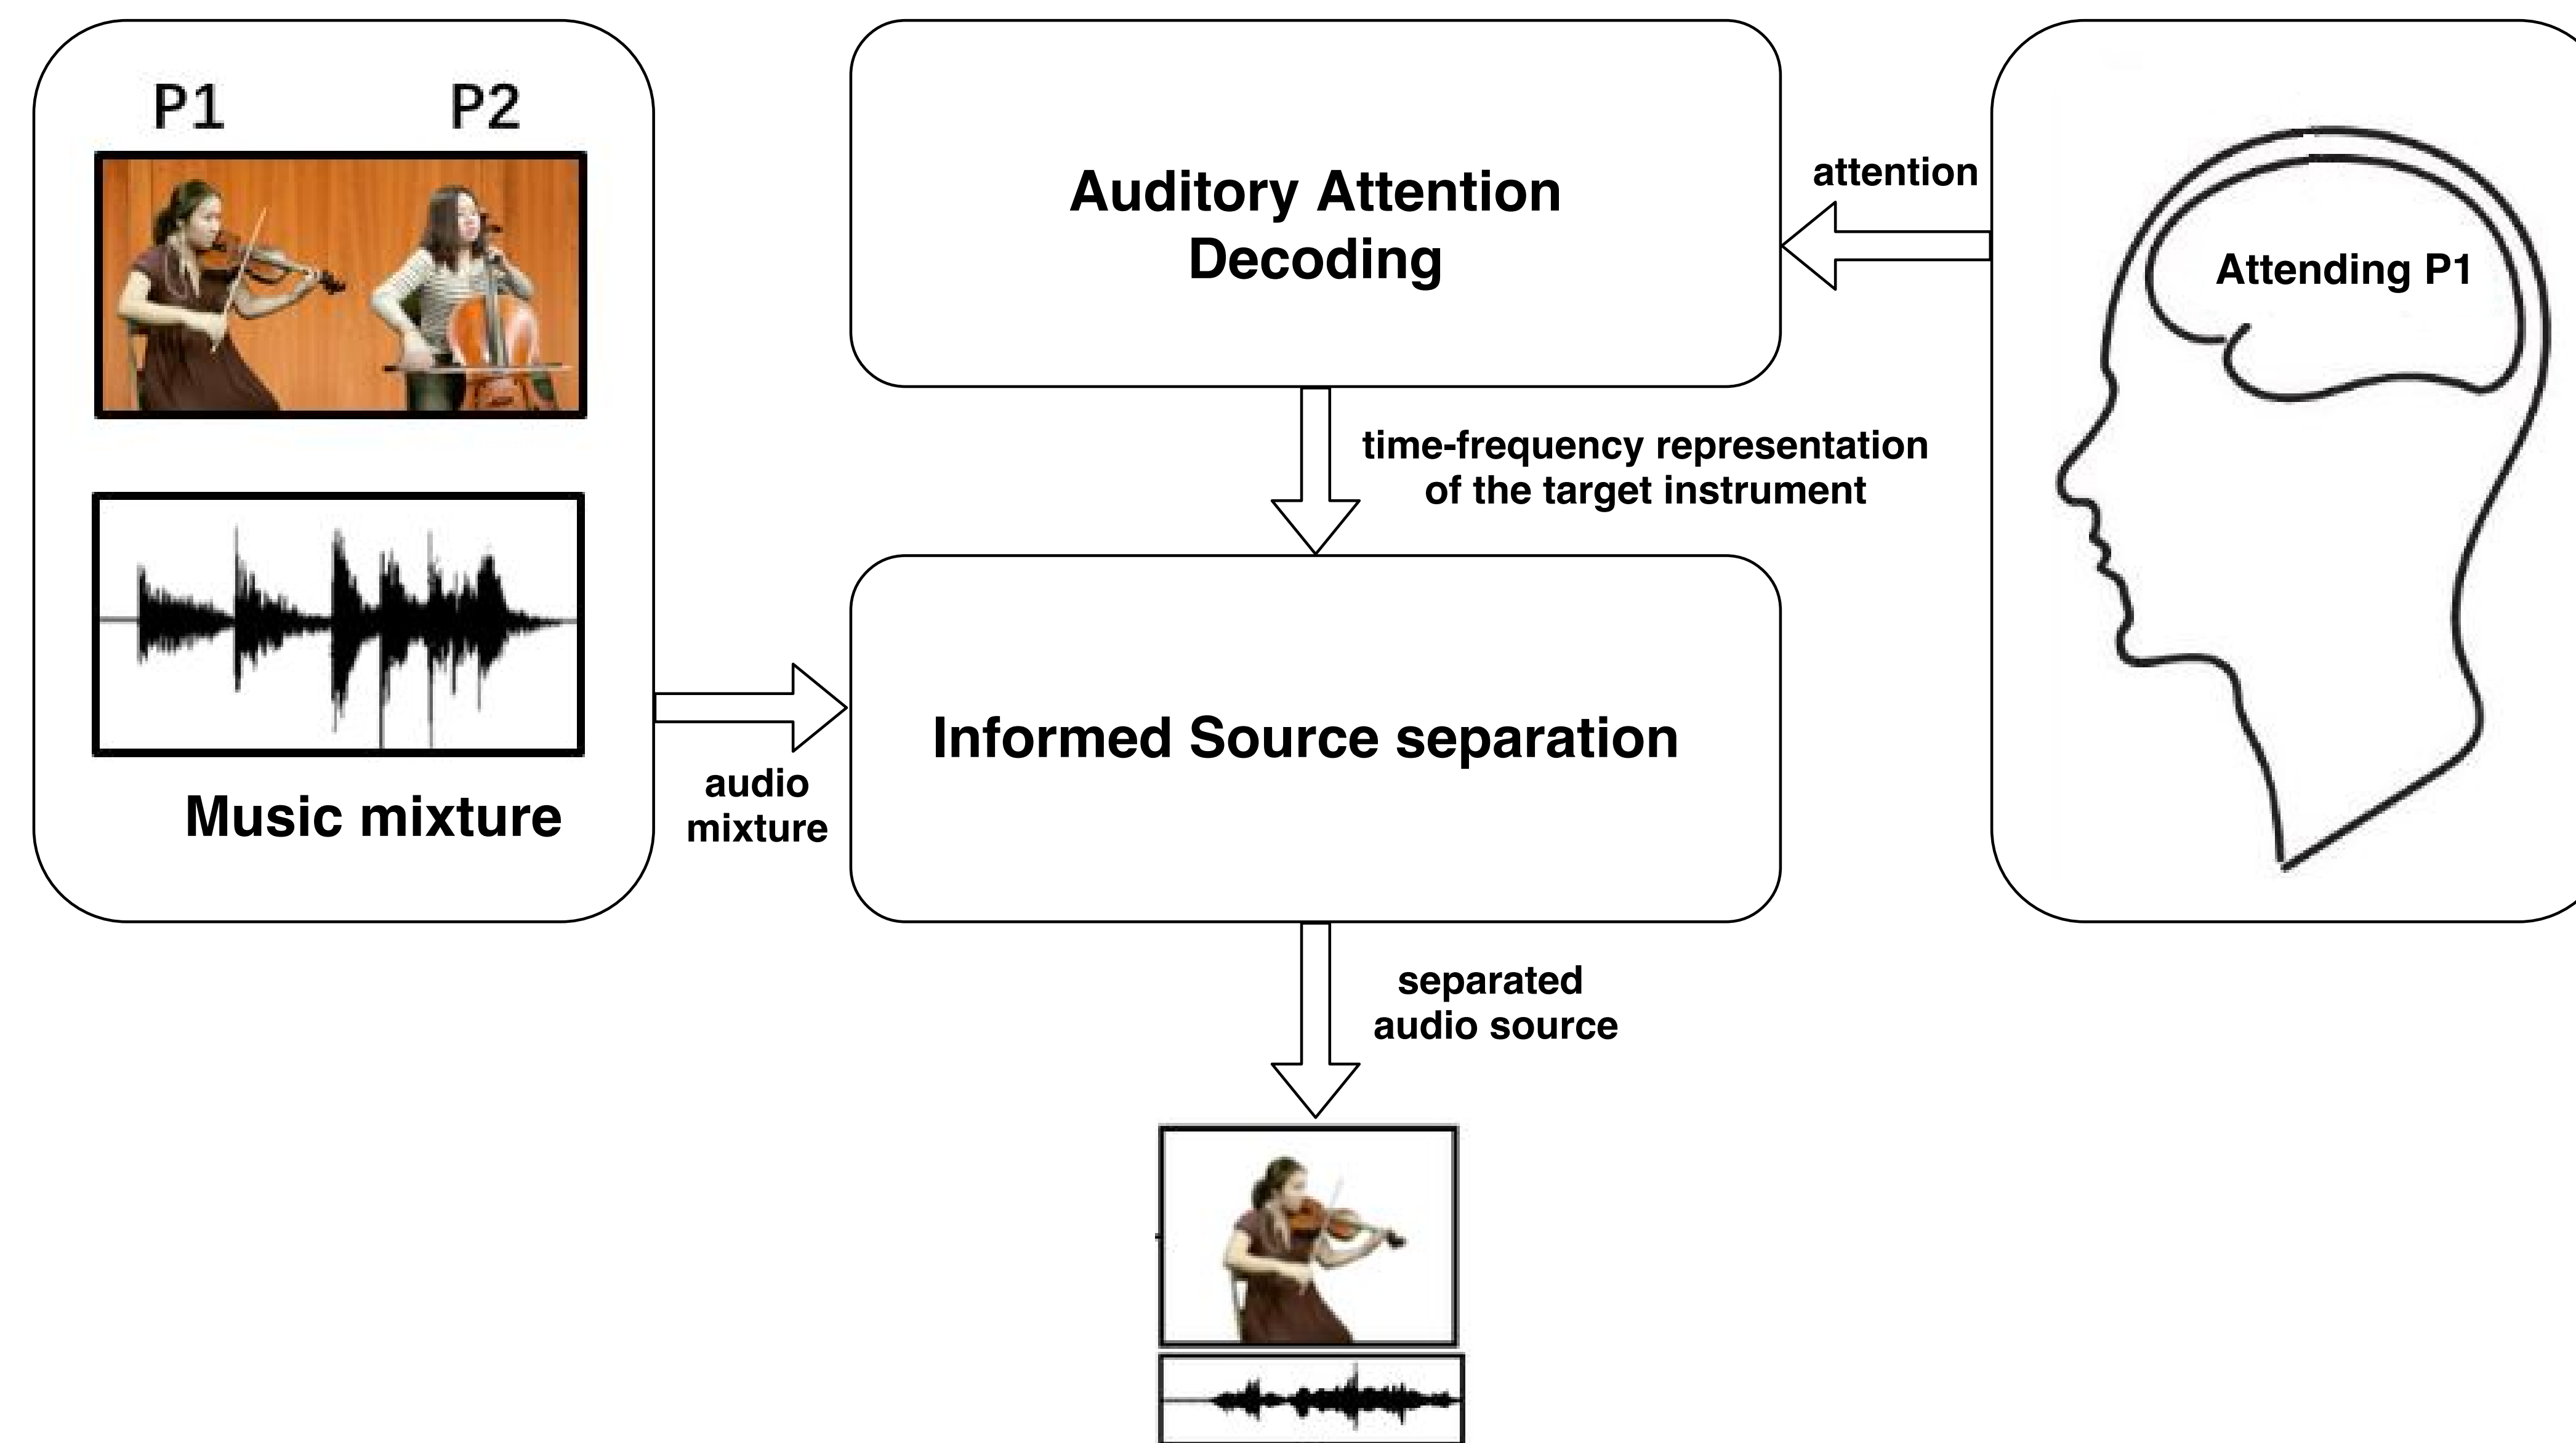 P1 P2
Music mixture
audio
mixture
Auditory Attention
Decoding
time-frequency representation
of the target instrument
Informed Source separation
separated
audio source
attention
Attending P1